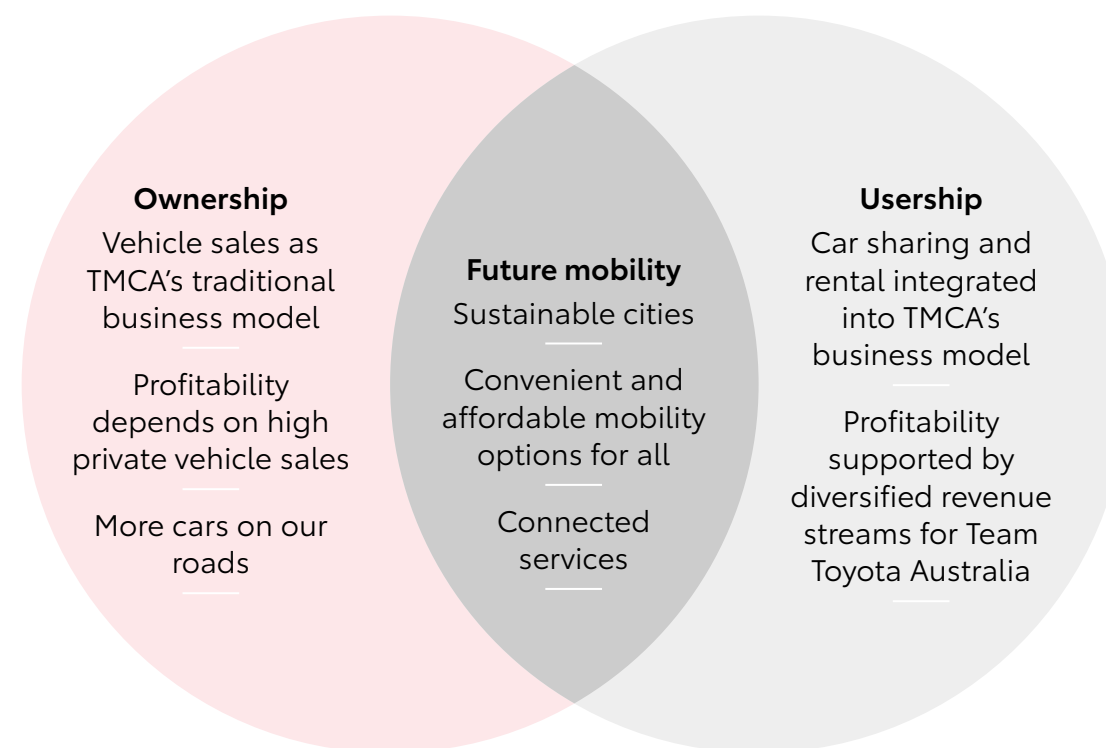 Ownership
Vehicle sales as
TMCA’s traditional
business model
Profitability
depends on high
private vehicle sales
More cars on our
roads
Future mobility
Sustainable cities
Convenient and
affordable mobility
options for all
Connected
services
Usership
Car sharing and
rental integrated
into TMCA’s
business model
Profitability
supported by
diversified revenue
streams for Team
Toyota Australia